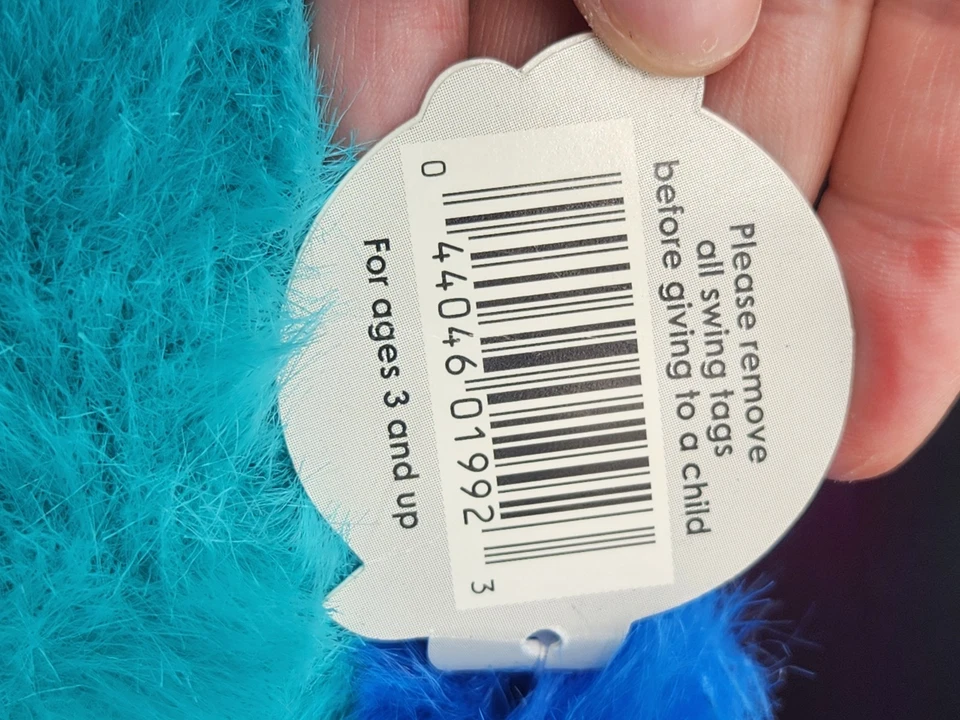 Please remove
all swing tags
before giving to a child
0 44046 01992 3
For ages 3 and up